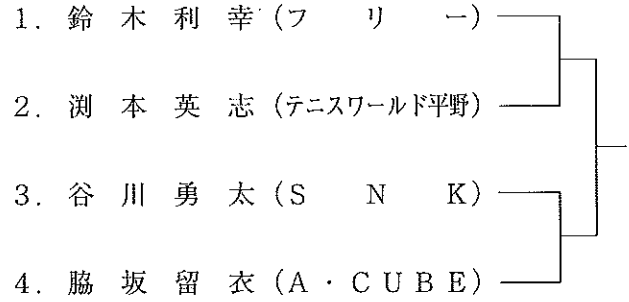 1. 鈴木利幸(フリー)
2. 渕本英志(テニスワールド平野)
3. 谷川勇太(SNK)
4. 脇坂留衣(A・CUBE)